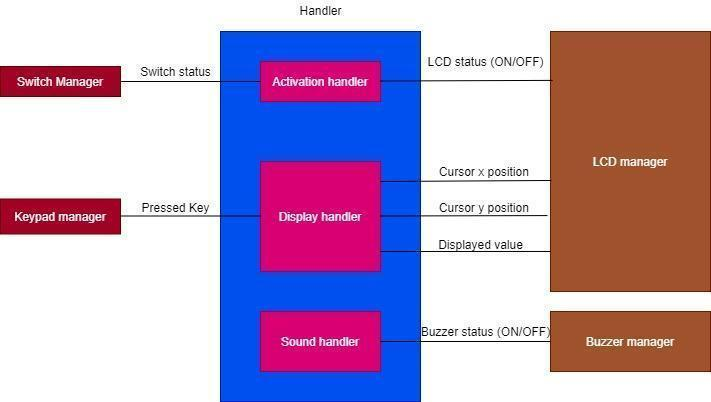 Handler
Switch Manager
Switch status
Activation handler
LCD status (ON/OFF)
LCD manager
Keypad manager
Pressed Key
Display handler
Cursor x position
Cursor y position
Displayed value
Sound handler
Buzzer status (ON/OFF)
Buzzer manager